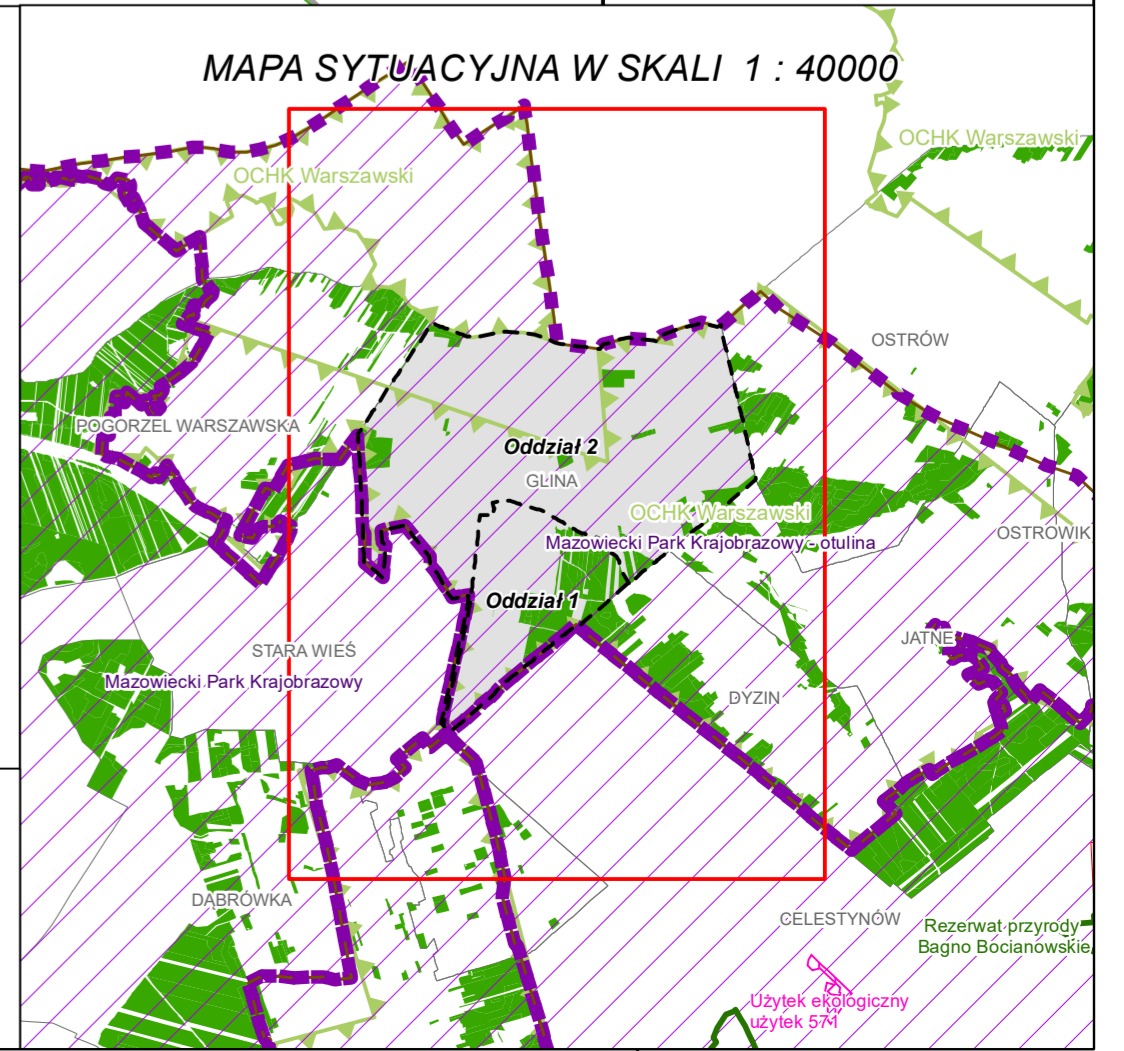 MAPA SYTUACYJNA W SKALI 1 : 40000
OCHK Warszawski
OCHK Warszawski
OSTRÓW
POGORZEL WARSZAWSKA
Oddział 2
GLINA
OCHK Warszawski
OSTROWIK
Mazowiecki Park Krajobrazowy - otulina
Oddział 1
JATNE
STARA WIEŚ
Mazowiecki Park Krajobrazowy
DYZIN
DĄBRÓWKA
CELESTYNÓW
Rezerwat przyrody
Bagno Bocianowskie
Użytek ekologiczny
użytek 571